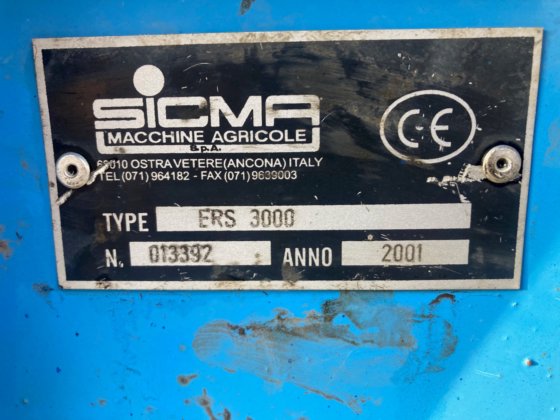 SICMA
MACCHINE AGRICOLE
S.p.A.
CE
60010 OSTRA VETERE (ANCONA) ITALY
TEL.(071) 964182 - FAX (071) 9639003
TYPE ERS 3000
N. 013392 ANNO 2001